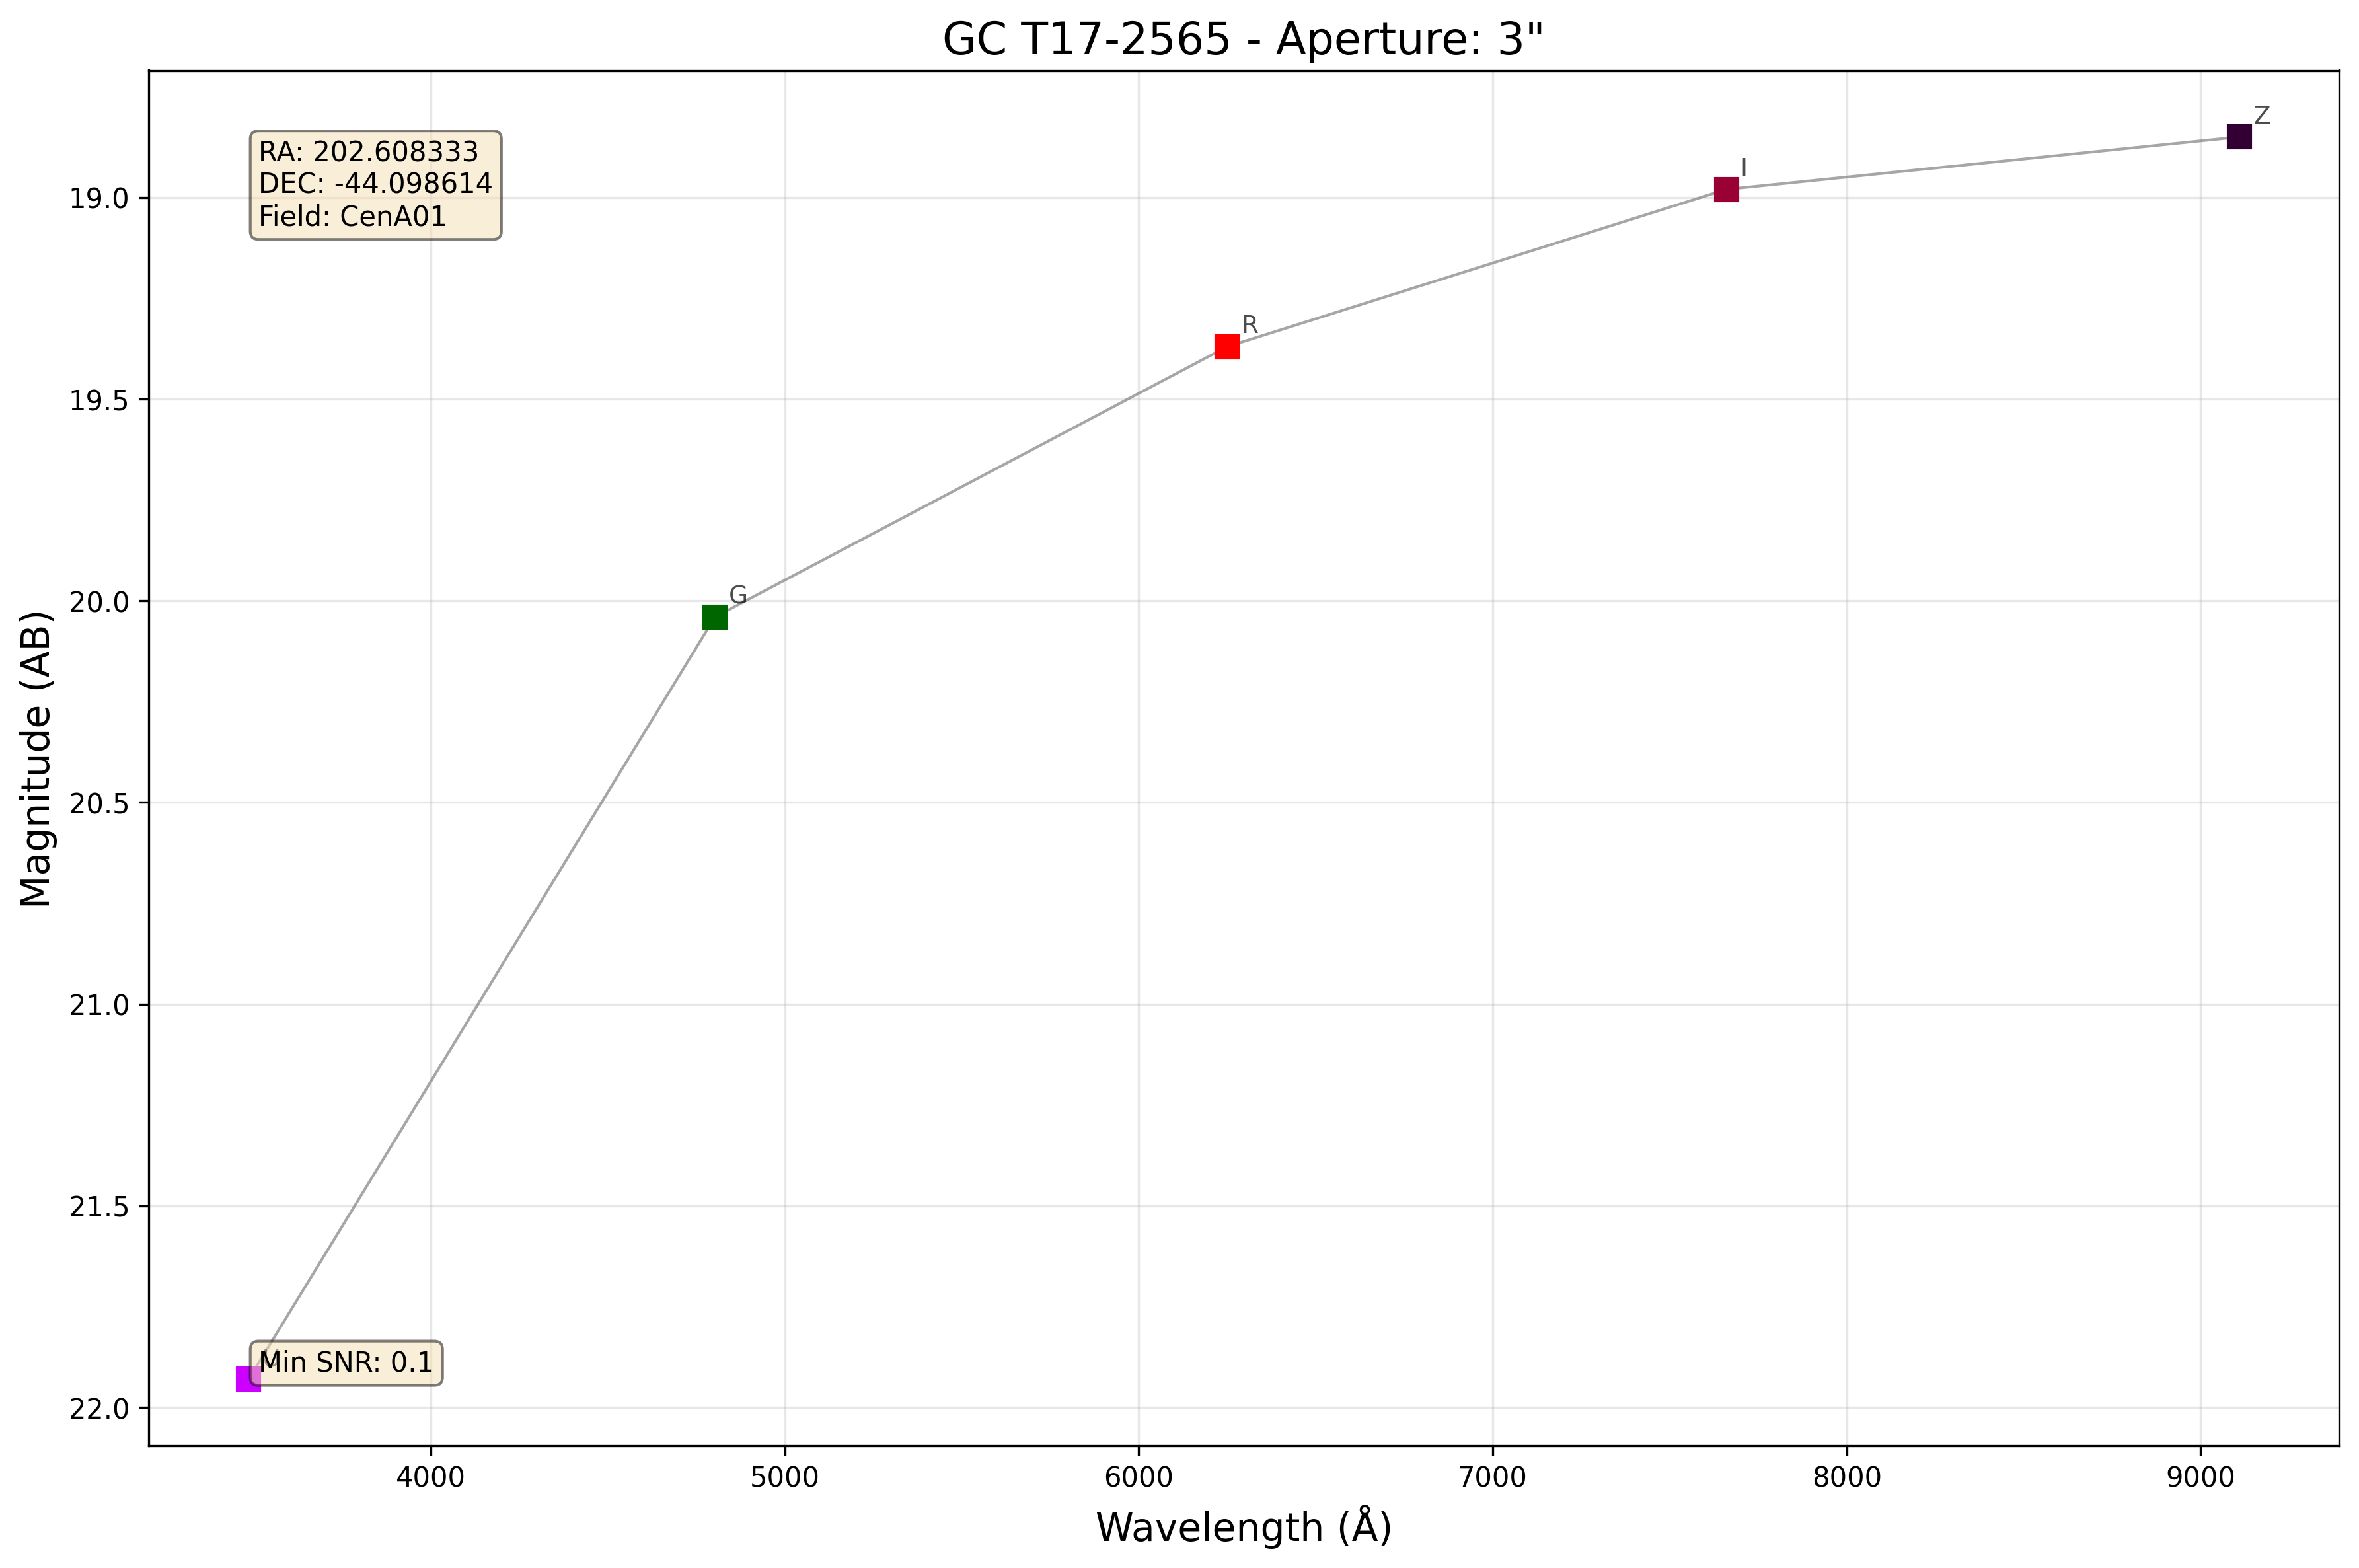 GC T17-2565 - Aperture: 3"
RA: 202.608333
DEC: -44.098614
Field: CenA01
Z
I
R
G
Min SNR: 0.1
Magnitude (AB)
19.0
19.5
20.0
20.5
21.0
21.5
22.0
4000
5000
6000
7000
8000
9000
Wavelength (Å)